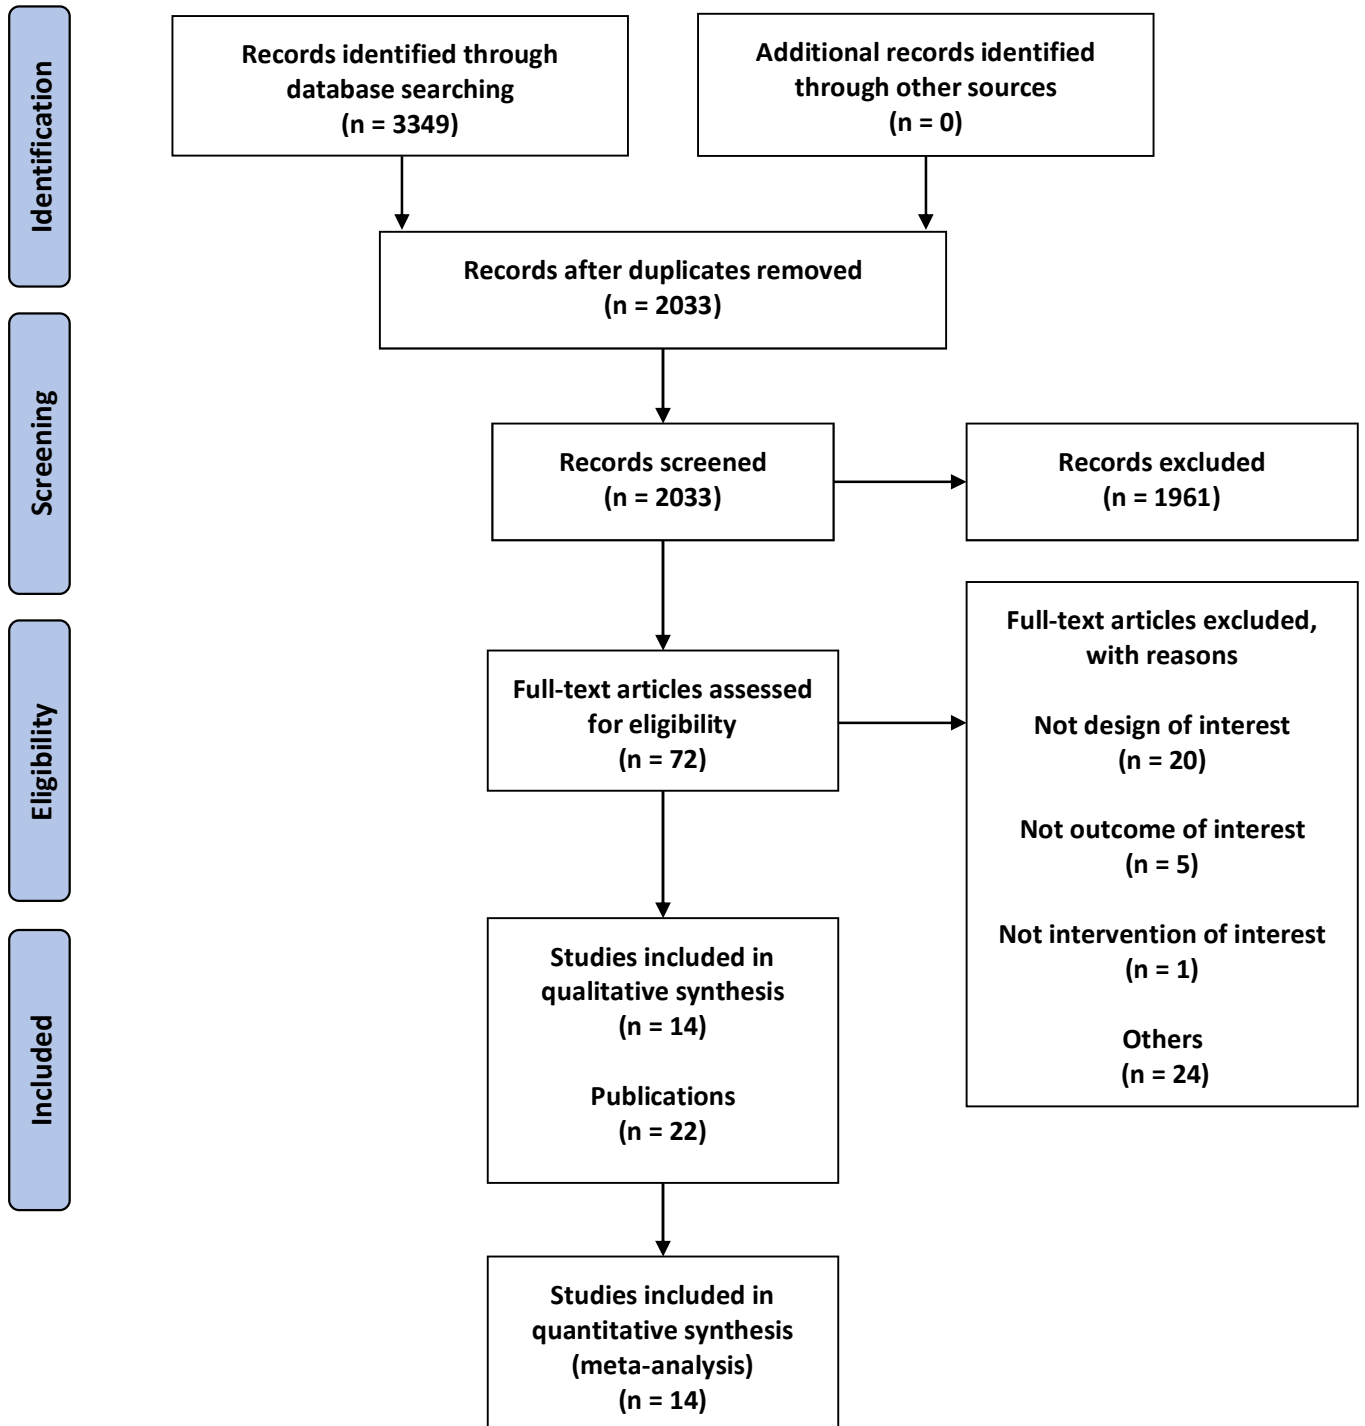 Identification
Records identified through
database searching
(n = 3349)
Additional records identified
through other sources
(n = 0)
Records after duplicates removed
(n = 2033)
Screening
Records screened
(n = 2033)
Records excluded
(n = 1961)
Eligibility
Full-text articles assessed
for eligibility
(n = 72)
Full-text articles excluded,
with reasons
Not design of interest
(n = 20)
Not outcome of interest
(n = 5)
Not intervention of interest
(n = 1)
Others
(n = 24)
Included
Studies included in
qualitative synthesis
(n = 14)
Publications
(n = 22)
Studies included in
quantitative synthesis
(meta-analysis)
(n = 14)